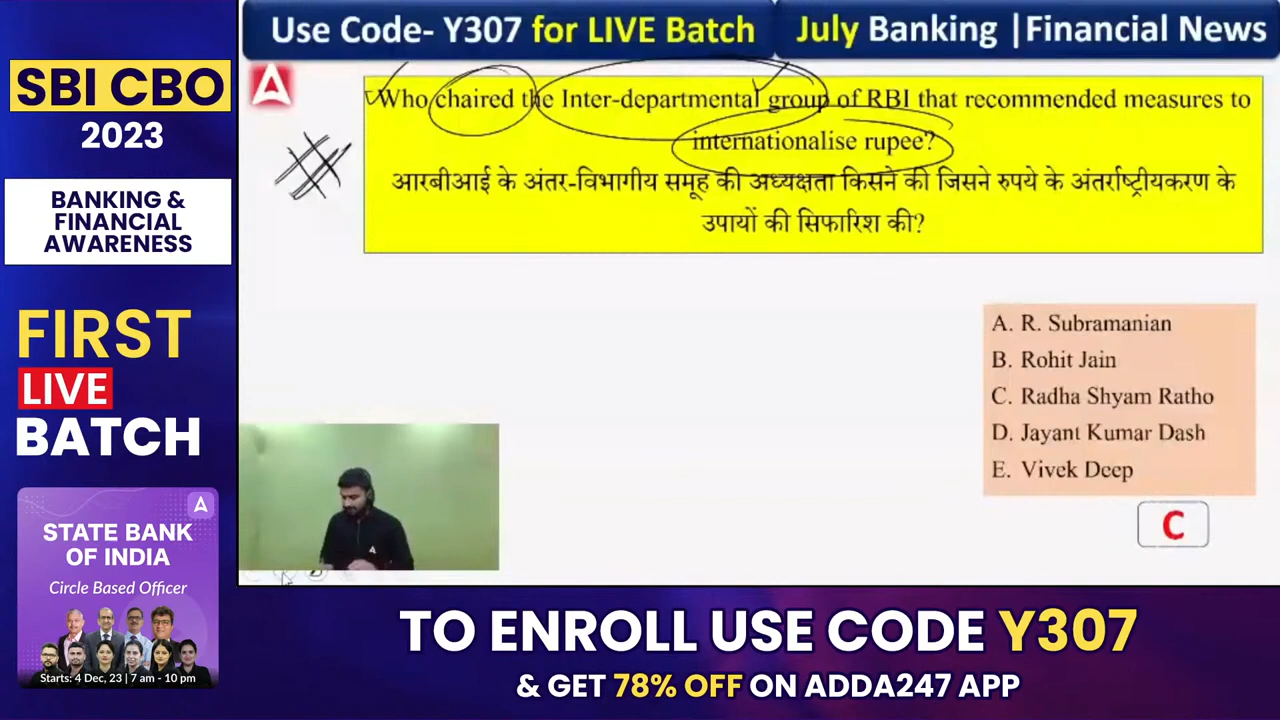 Use Code- Y307 for LIVE Batch
July Banking |Financial News
SBI CBO
2023
BANKING &
FINANCIAL
AWARENESS
FIRST
LIVE
BATCH
STATE BANK
OF INDIA
Circle Based Officer
Starts: 4 Dec, 23 | 7 am - 10 pm
Who chaired the Inter-departmental group of RBI that recommended measures to
internationalise rupee?
आरबीआई के अंतर-विभागीय समूह की अध्यक्षता किसने की जिसने रुपये के अंतर्राष्ट्रीयकरण के
उपायों की सिफारिश की?
A. R. Subramanian
B. Rohit Jain
C. Radha Shyam Ratho
D. Jayant Kumar Dash
E. Vivek Deep
C
TO ENROLL USE CODE Y307
& GET 78% OFF ON ADDA247 APP